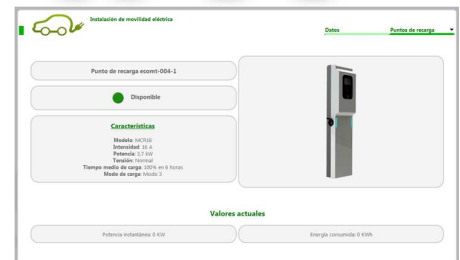 Instalación de movilidad eléctrica
Datos
Puntos de recarga
Punto de recarga ecomt-004-1
Disponible
Características
Modelo: MCR16
Intensidad: 16 A
Potencia: 2,7 kW
Tensión: Normal
Tiempo medio de carga: 100% en 6 horas
Modo de carga: Modo 3
Valores actuales
Potencia instantánea: 0 KW
Energía consumida: 0 KWh